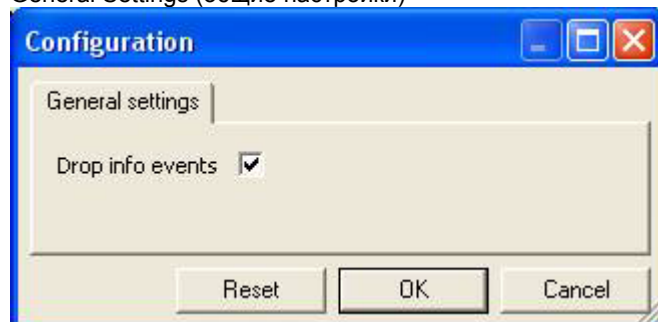 General Settings (общие настройки)
Configuration
General settings
Drop info events
Reset OK Cancel